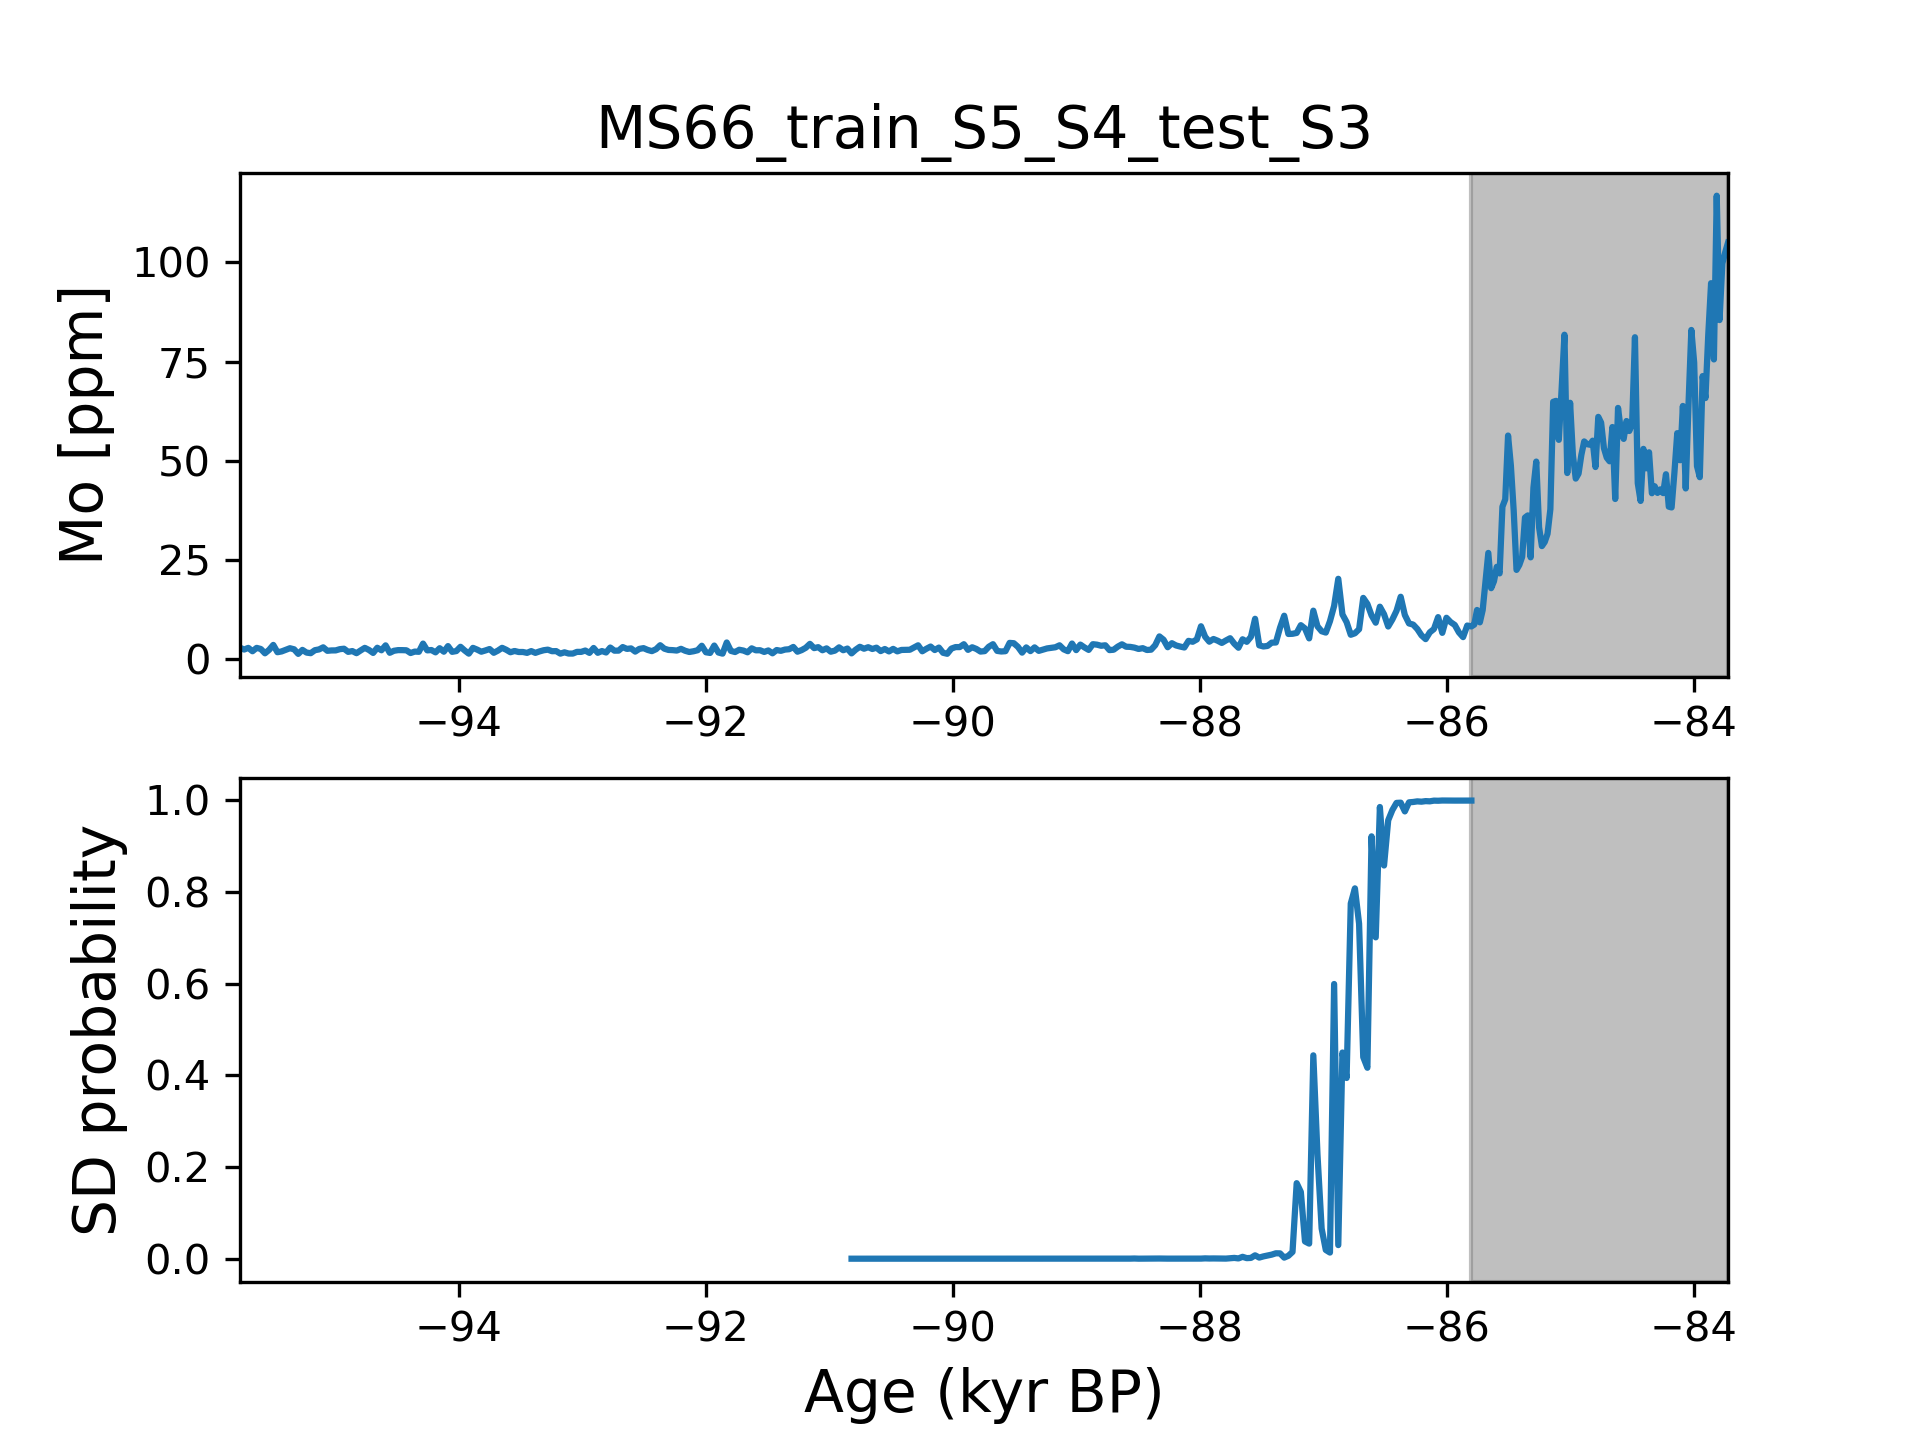 MS66_train_S5_S4_test_S3
Mo [ppm]
100
75
50
25
0
−94 −92 −90 −88 −86 −84
SD probability
1.0
0.8
0.6
0.4
0.2
0.0
−94 −92 −90 −88 −86 −84
Age (kyr BP)